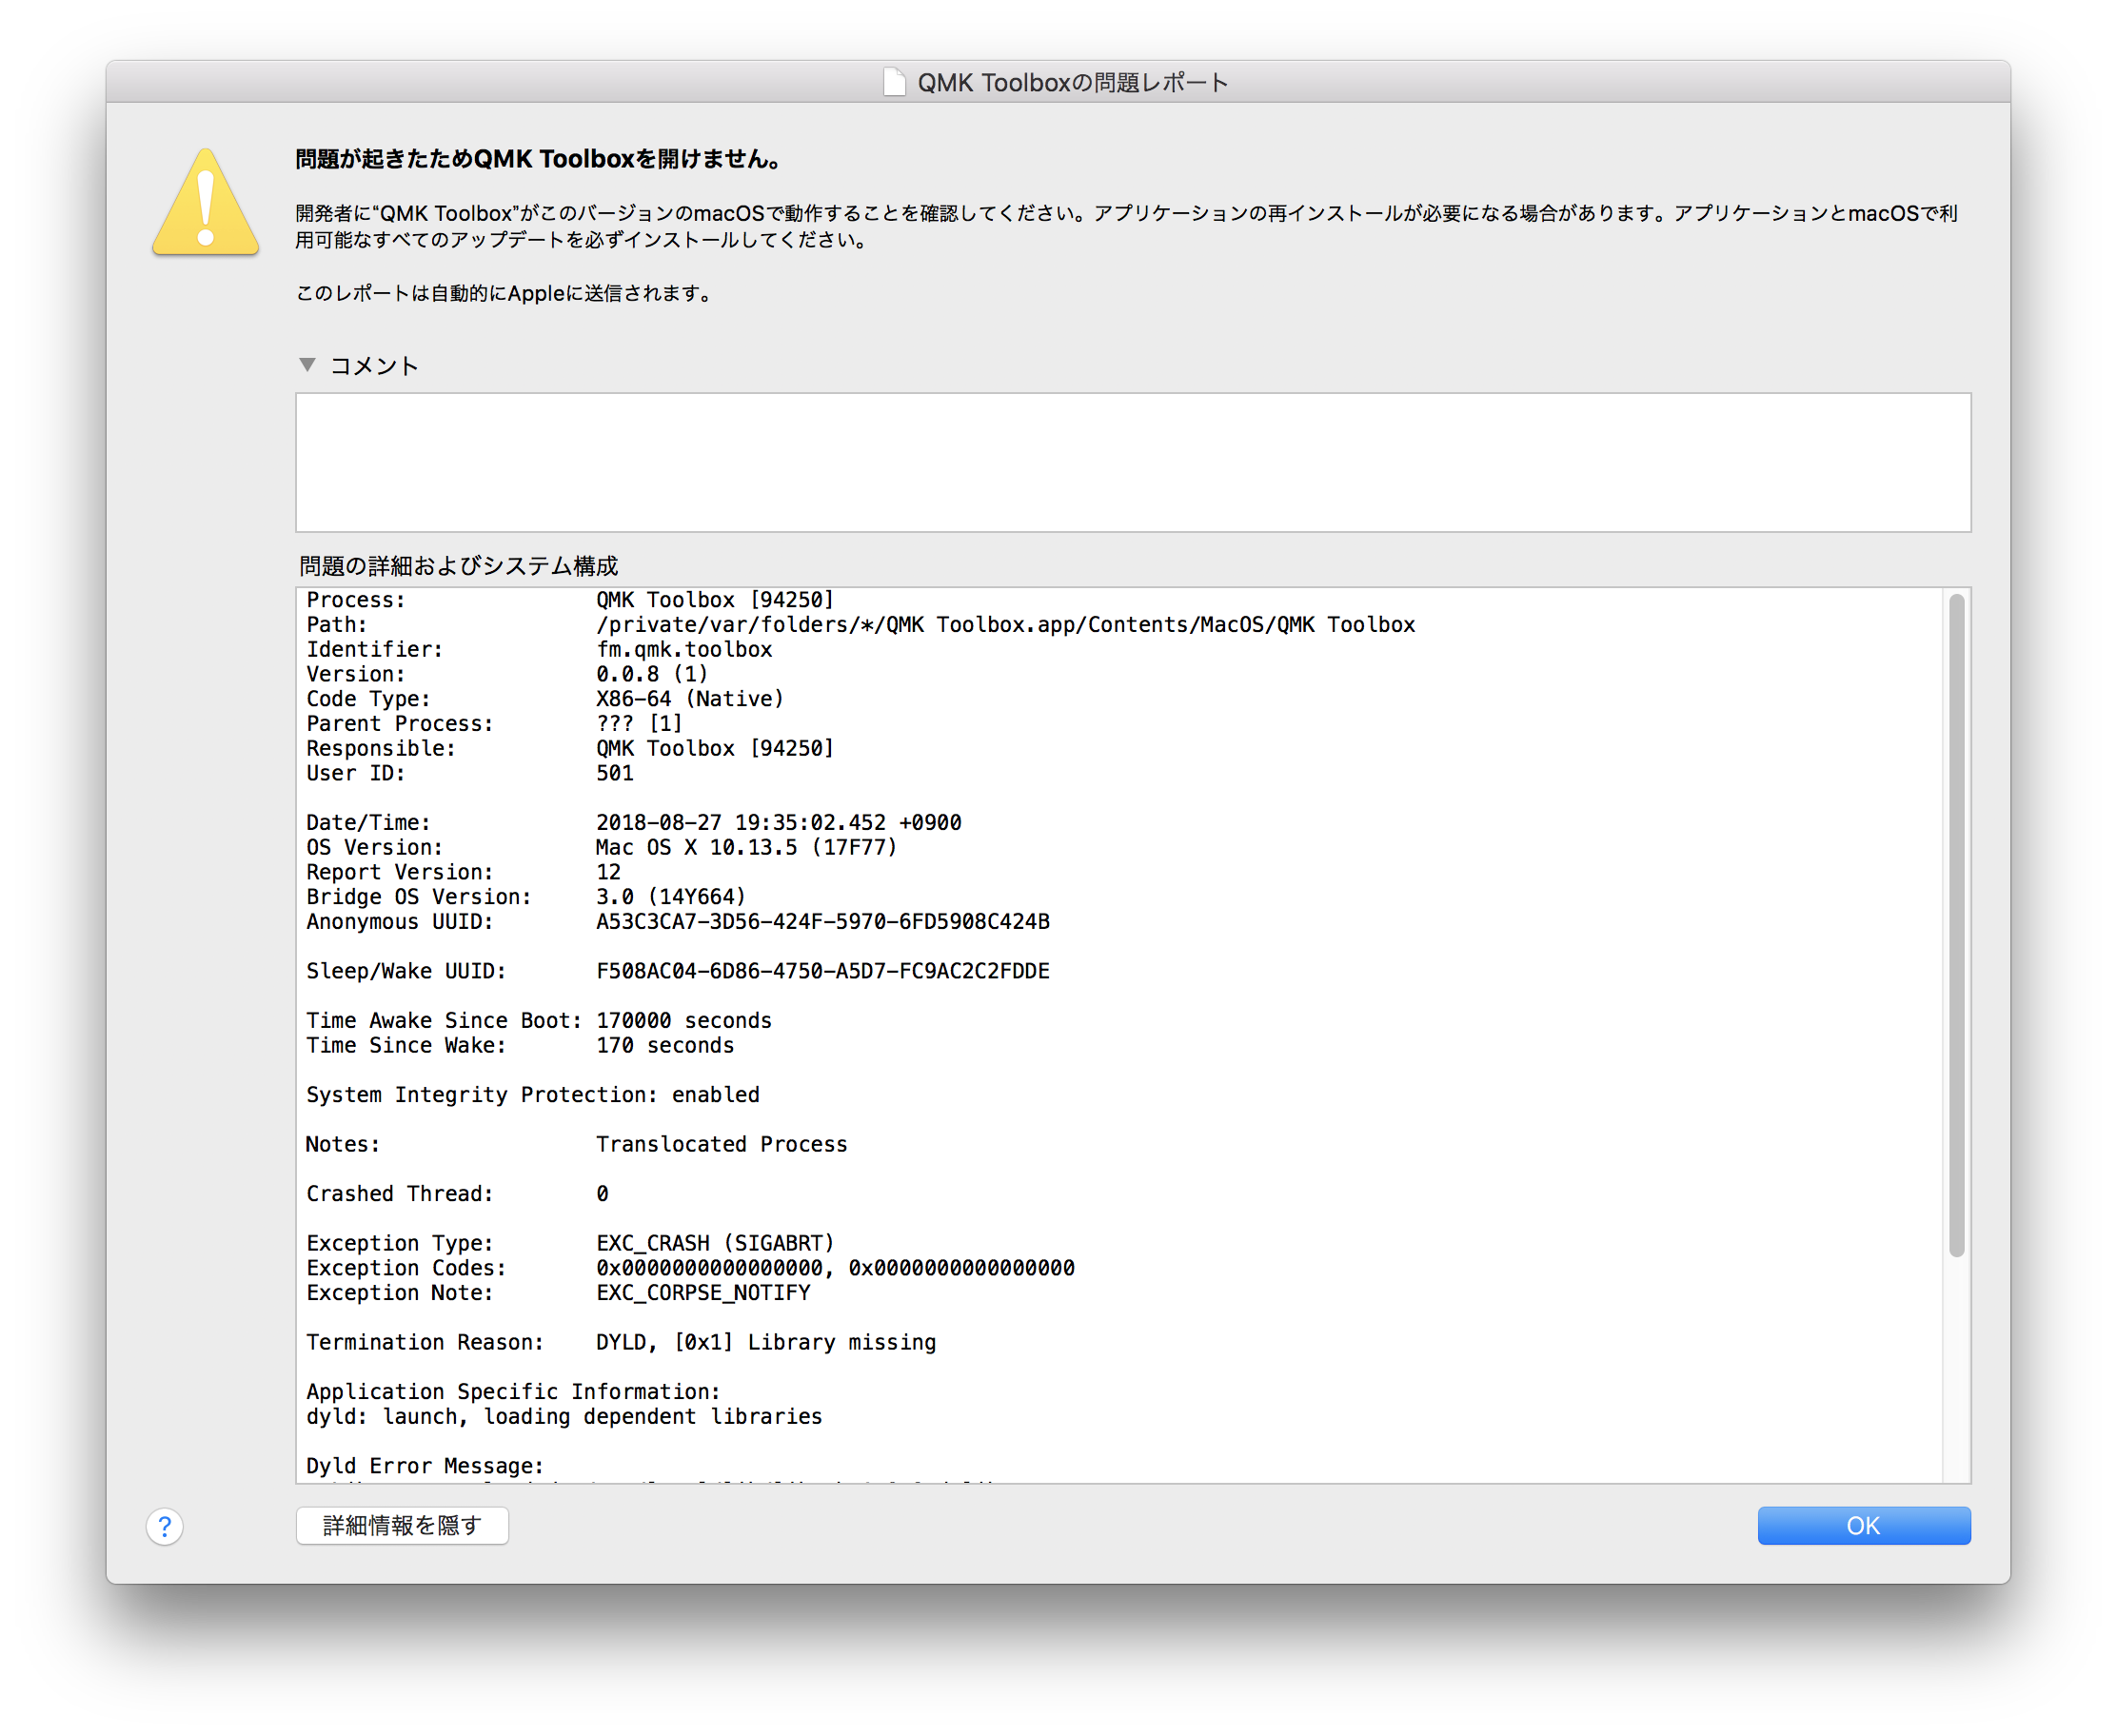 QMK Toolboxの問題レポート
問題が起きたためQMK Toolboxを開けません。
開発者に“QMK Toolbox”がこのバージョンのmacOSで動作することを確認してください。アプリケーションの再インストールが必要になる場合があります。アプリケーションとmacOSで利
用可能なすべてのアップデートを必ずインストールしてください。
このレポートは自動的にAppleに送信されます。
コメント
問題の詳細およびシステム構成
Process: QMK Toolbox [94250]
Path: /private/var/folders/*/QMK Toolbox.app/Contents/MacOS/QMK Toolbox
Identifier: fm.qmk.toolbox
Version: 0.0.8 (1)
Code Type: X86-64 (Native)
Parent Process: ??? [1]
Responsible: QMK Toolbox [94250]
User ID: 501
Date/Time: 2018-08-27 19:35:02.452 +0900
OS Version: Mac OS X 10.13.5 (17F77)
Report Version: 12
Bridge OS Version: 3.0 (14Y664)
Anonymous UUID: A53C3CA7-3D56-424F-5970-6FD5908C424B
Sleep/Wake UUID: F508AC04-6D86-4750-A5D7-FC9AC2C2FDDE
Time Awake Since Boot: 170000 seconds
Time Since Wake: 170 seconds
System Integrity Protection: enabled
Notes: Translocated Process
Crashed Thread: 0
Exception Type: EXC_CRASH (SIGABRT)
Exception Codes: 0x0000000000000000, 0x0000000000000000
Exception Note: EXC_CORPSE_NOTIFY
Termination Reason: DYLD, [0x1] Library missing
Application Specific Information:
dyld: launch, loading dependent libraries
Dyld Error Message:
?
詳細情報を隠す
OK